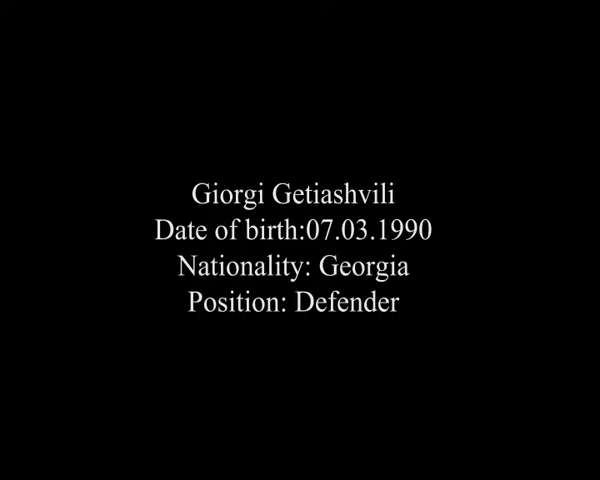 Giorgi Getiashvili
Date of birth:07.03.1990
Nationality: Georgia
Position: Defender